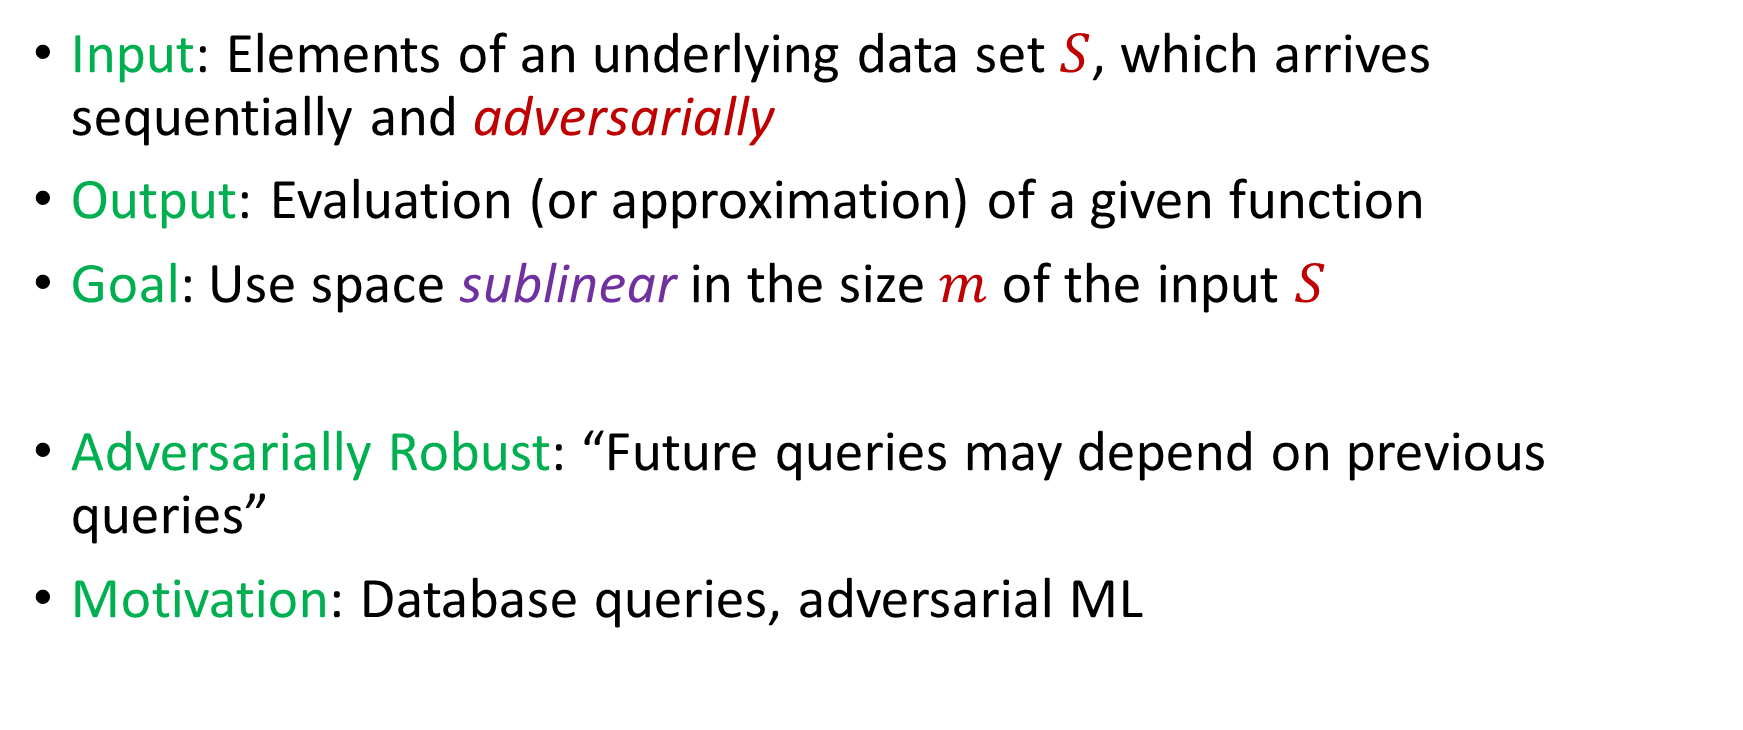 • Input: Elements of an underlying data set S, which arrives
sequentially and adversarially
• Output: Evaluation (or approximation) of a given function
• Goal: Use space sublinear in the size m of the input S
• Adversarially Robust: “Future queries may depend on previous
queries”
• Motivation: Database queries, adversarial ML